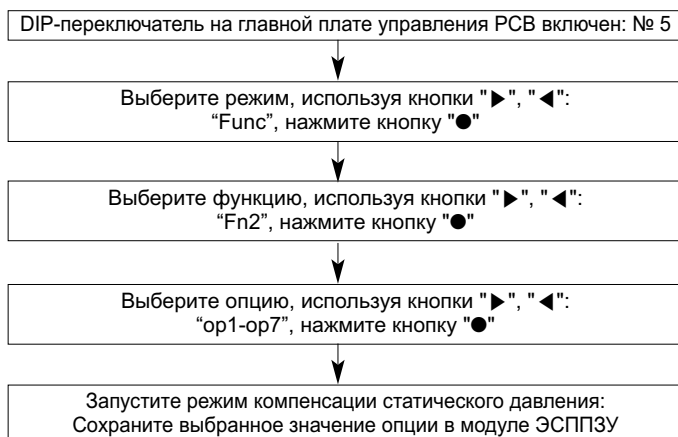 DIP-переключатель на главной плате управления PCB включен: № 5
Выберите режим, используя кнопки "▶", "◀":
“Func”, нажмите кнопку "●"
Выберите функцию, используя кнопки "▶", "◀":
“Fn2”, нажмите кнопку "●"
Выберите опцию, используя кнопки "▶", "◀":
“op1-op7”, нажмите кнопку "●"
Запустите режим компенсации статического давления:
Сохраните выбранное значение опции в модуле ЭСППЗУ